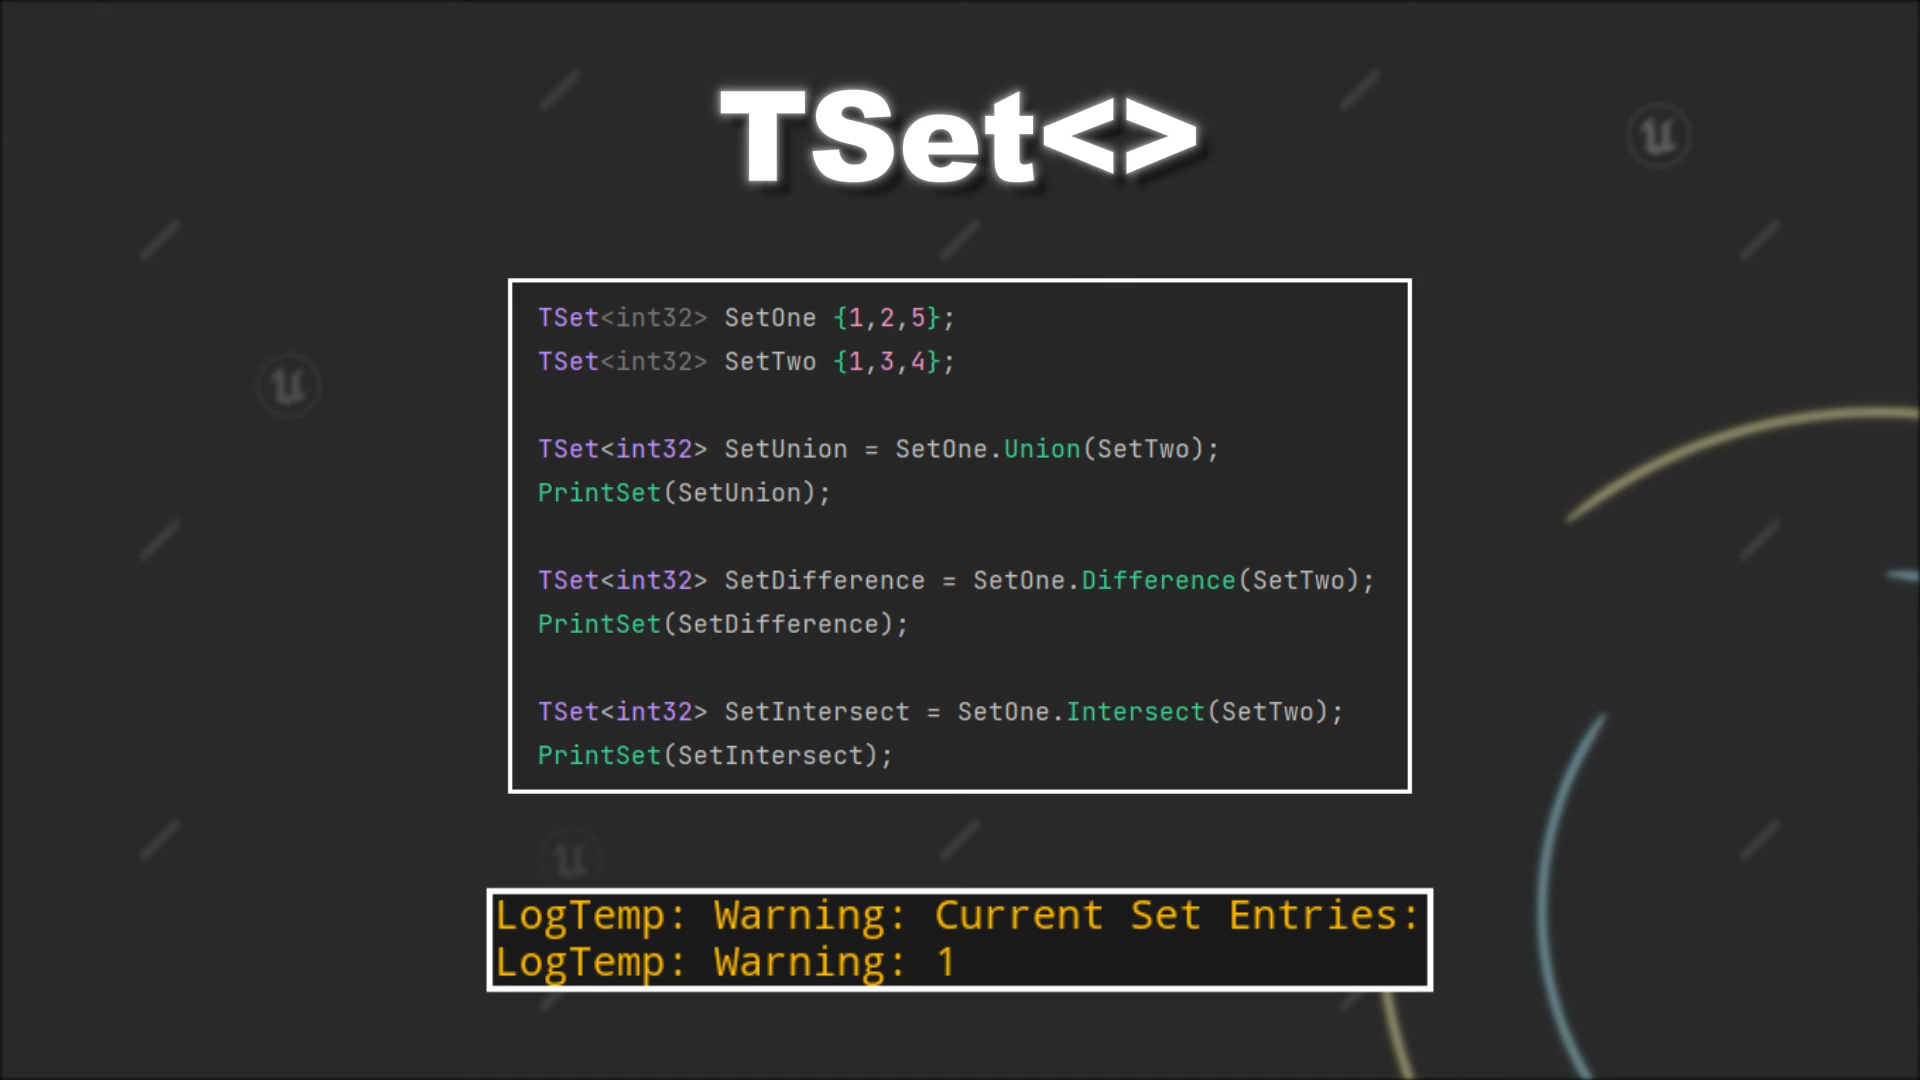 TSet<>
TSet<int32> SetOne {1,2,5};
TSet<int32> SetTwo {1,3,4};
TSet<int32> SetUnion = SetOne.Union(SetTwo);
PrintSet(SetUnion);
TSet<int32> SetDifference = SetOne.Difference(SetTwo);
PrintSet(SetDifference);
TSet<int32> SetIntersect = SetOne.Intersect(SetTwo);
PrintSet(SetIntersect);
LogTemp: Warning: Current Set Entries:
LogTemp: Warning: 1